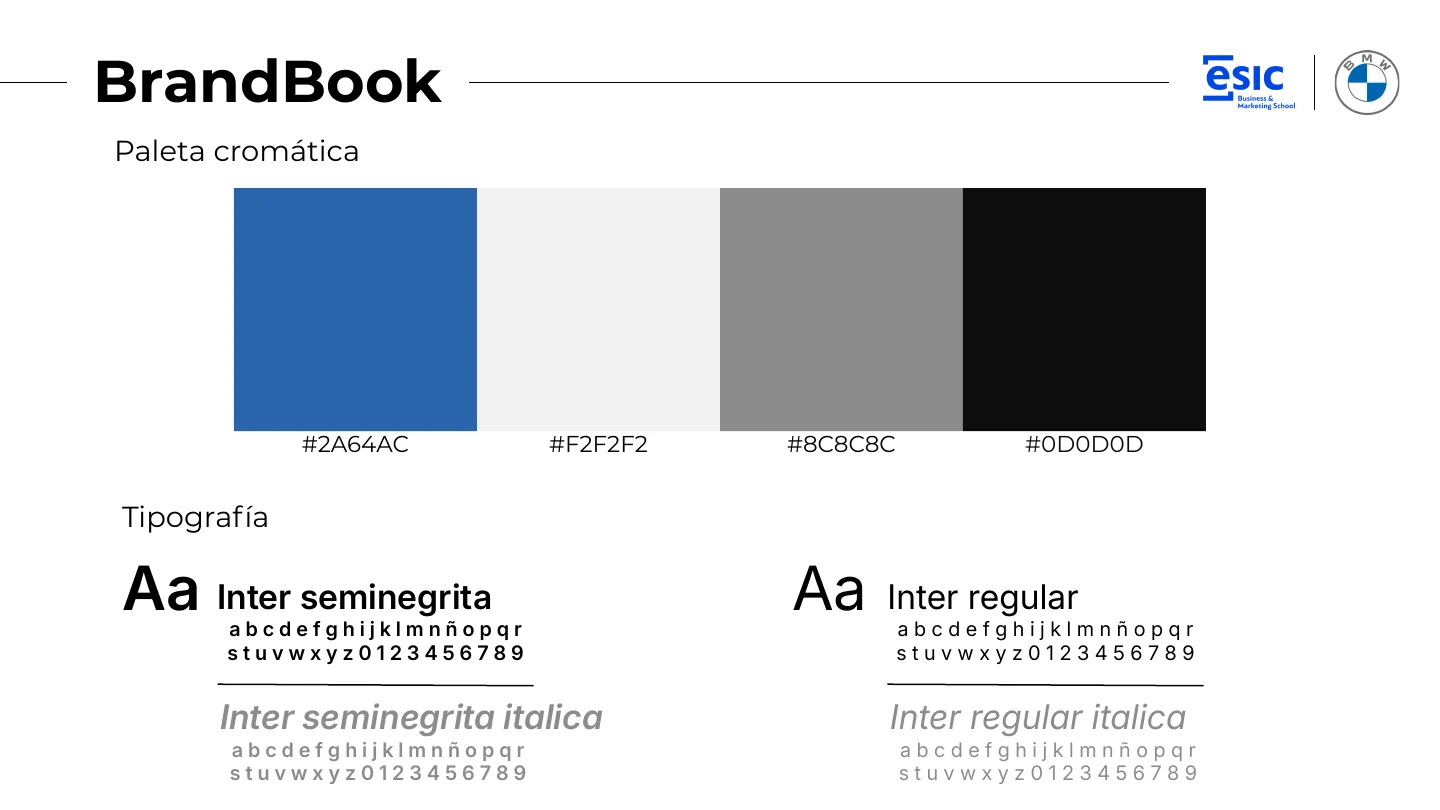 BrandBook
esic
Business &
Marketing School
BMW
Paleta cromática
#2A64AC
#F2F2F2
#8C8C8C
#0D0D0D
Tipografía
Aa Inter seminegrita
a b c d e f g h i j k l m n ñ o p q r
s t u v w x y z 0 1 2 3 4 5 6 7 8 9
Inter seminegrita italica
a b c d e f g h i j k l m n ñ o p q r
s t u v w x y z 0 1 2 3 4 5 6 7 8 9
Aa Inter regular
a b c d e f g h i j k l m n ñ o p q r
s t u v w x y z 0 1 2 3 4 5 6 7 8 9
Inter regular italica
a b c d e f g h i j k l m n ñ o p q r
s t u v w x y z 0 1 2 3 4 5 6 7 8 9